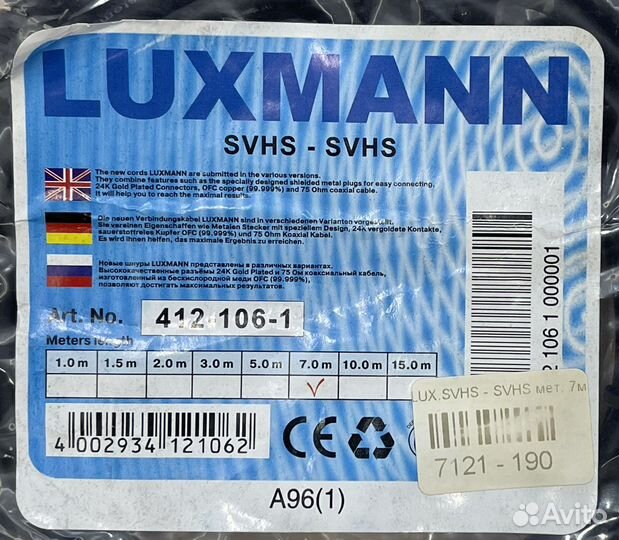 LUXMANN
SVHS - SVHS
The new cords LUXMANN are submitted in the various versions.
They combine features such as the specially designed shielded metal plugs for easy connecting,
24K Gold Plated Connectors, OFC copper (99.999%) and 75 Ohm coaxial cable.
It will help you to reach the maximal results.
Die neuen Verbindungskabel LUXMANN sind in verschiedenen Varianten vorgestellt.
Sie vareinen Eigenschaften wie Metalen Stecker mit speziellem Design, 24k vergoldete Kontakte,
sauerstoffreies Kupfer OFC (99.999%) und 75 Ohm Koaxial Kabel.
Es wird Ihnen helfen, das maximale Ergebnis zu erreichen.
Новые шнуры LUXMANN представлены в различных вариантах.
Высококачественные разъёмы 24K Gold Plated и 75 Ом коаксиальный кабель,
изготовленный из бескислородной меди OFC (99.999%),
позволяют достигать максимальных результатов.
Art. No. 412-106-1
Meters length
1.0 m 1.5 m 2.0 m 3.0 m 5.0 m 7.0 m 10.0 m 15.0 m
4 002934 121062
CE
A96(1)
2 106 1 000001
LUX.SVHS - SVHS мет. 7м
7121 - 190
Avito